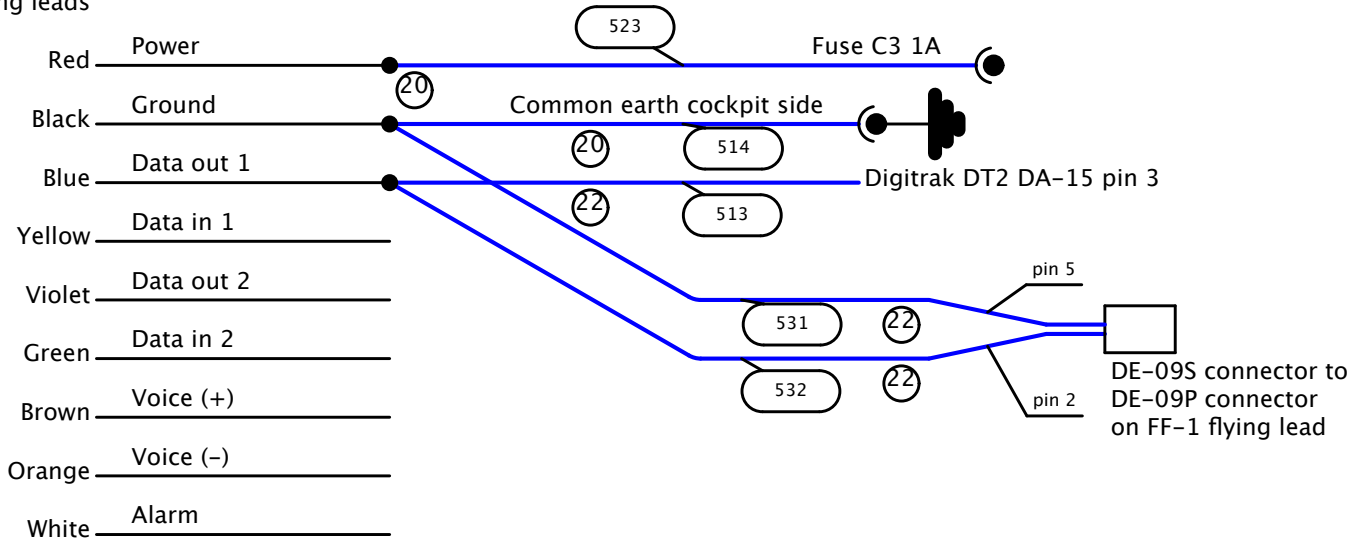 ng leads
523
Red Power Fuse C3 1A
20
Black Ground Common earth cockpit side
20 514
Blue Data out 1 Digitrak DT2 DA-15 pin 3
22 513
Yellow Data in 1
Violet Data out 2 pin 5
531 22
Green Data in 2
532 22
DE-09S connector to
DE-09P connector
on FF-1 flying lead
pin 2
Brown Voice (+)
Orange Voice (-)
White Alarm